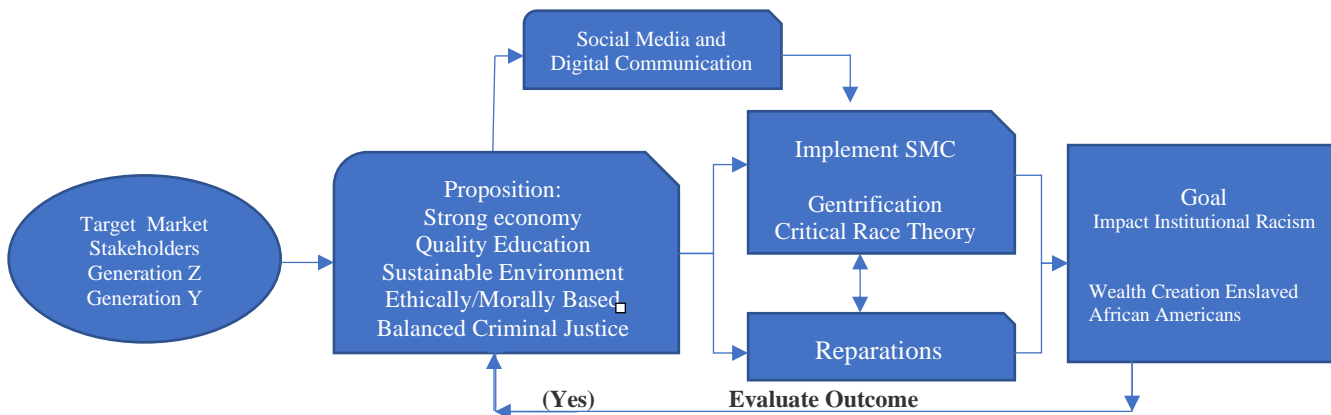 Social Media and
Digital Communication
Target Market
Stakeholders
Generation Z
Generation Y
Proposition:
Strong economy
Quality Education
Sustainable Environment
Ethically/Morally Based
Balanced Criminal Justice
Implement SMC
Gentrification
Critical Race Theory
Reparations
Goal
Impact Institutional Racism
Wealth Creation Enslaved
African Americans
(Yes) Evaluate Outcome